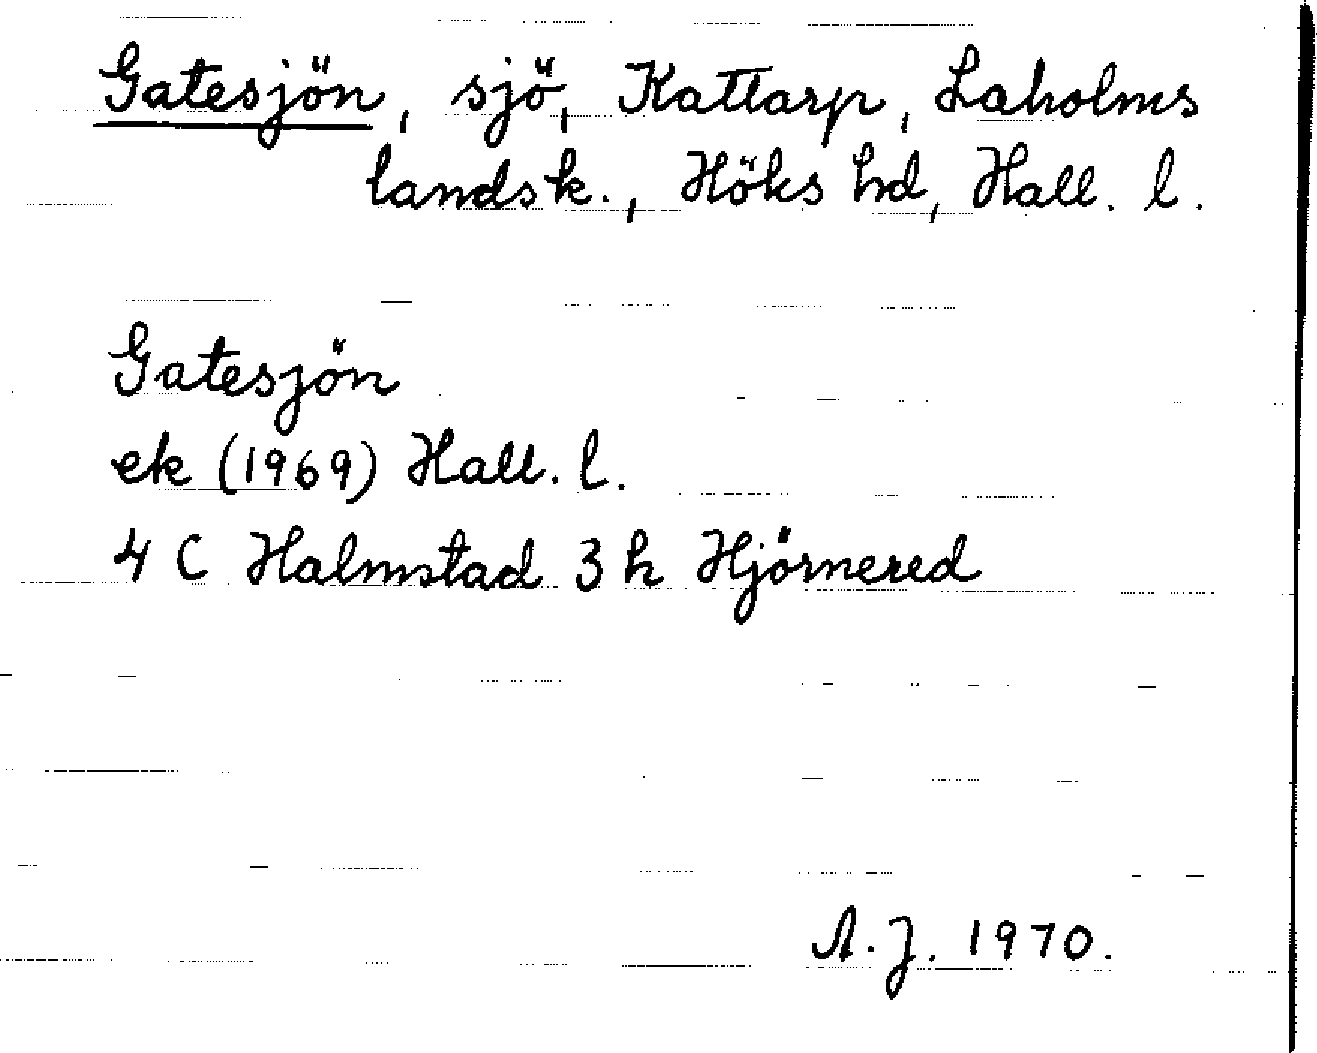 Gatesjön, sjö, Kattarp, Laholms
landsk., Höks hd, Hall. l.
Gatesjön
ek (1969) Hall. l.
4 C Halmstad 3 h Hjörnered
A.J. 1970.